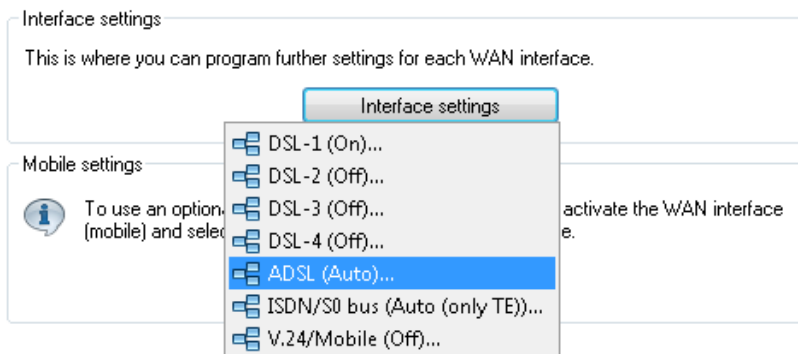 Interface settings
This is where you can program further settings for each WAN interface.
Interface settings
DSL-1 (On)...
DSL-2 (Off)...
DSL-3 (Off)...
DSL-4 (Off)...
ADSL (Auto)...
ISDN/S0 bus (Auto (only TE))...
V.24/Mobile (Off)...
Mobile settings
To use an activate the WAN interface
(mobile) and